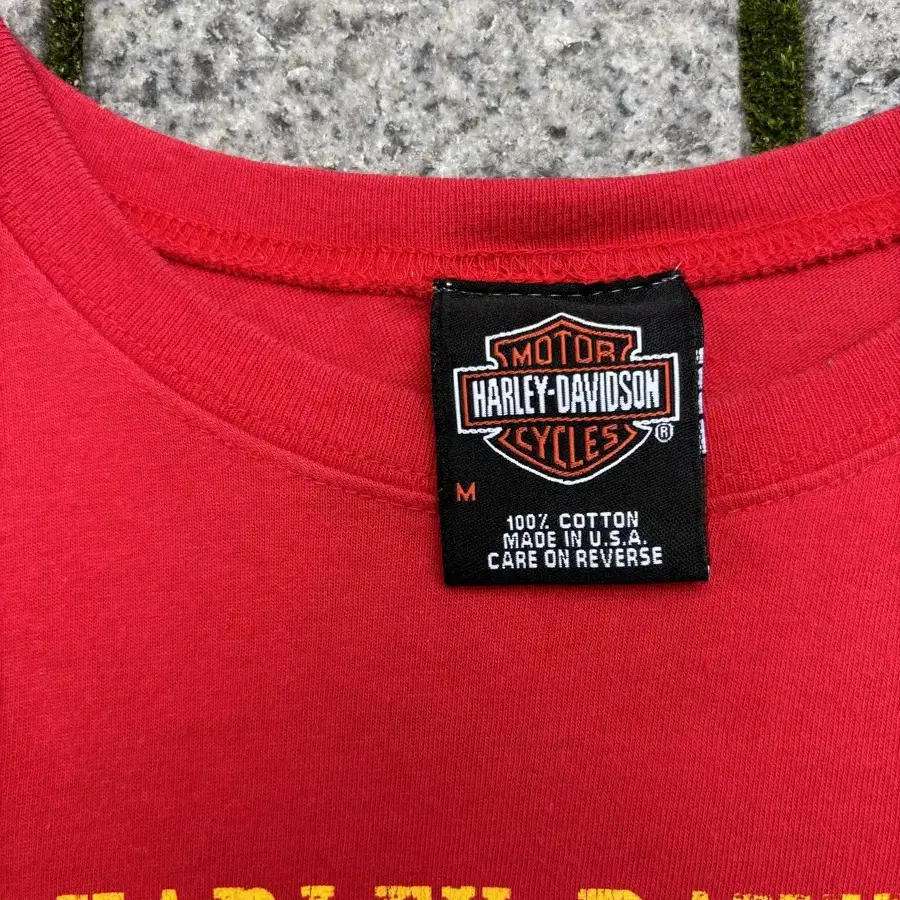 MOTOR
HARLEY-DAVIDSON
CYCLES
®
M
100% COTTON
MADE IN U.S.A.
CARE ON REVERSE